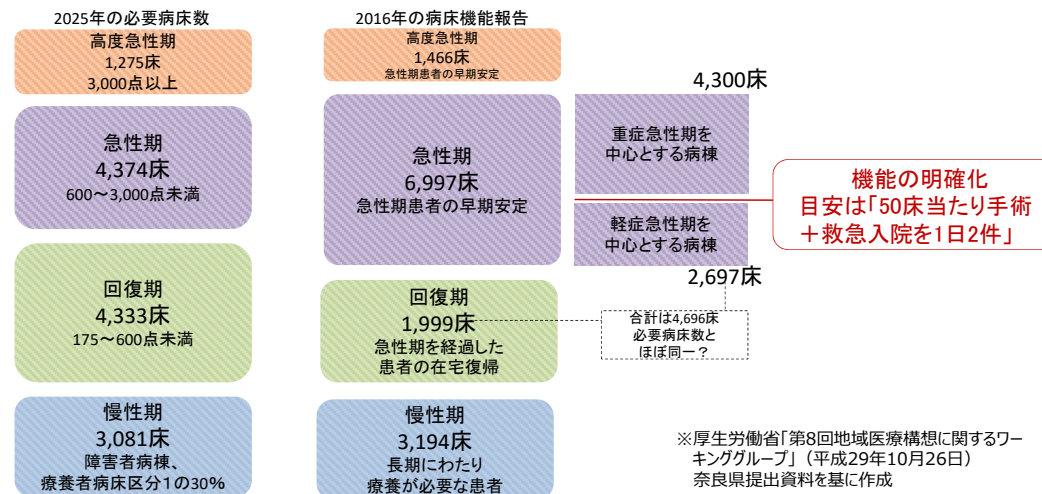 2025年の必要病床数
高度急性期
1,275床
3,000点以上
急性期
4,374床
600～3,000点未満
回復期
4,333床
175～600点未満
慢性期
3,081床
障害者病棟、
療養者病床区分1の30%
2016年の病床機能報告
高度急性期
1,466床
急性期患者の早期安定
急性期
6,997床
急性期患者の早期安定
回復期
1,999床
急性期を経過した
患者の在宅復帰
慢性期
3,194床
長期にわたり
療養が必要な患者
4,300床
重症急性期を
中心とする病棟
軽症急性期を
中心とする病棟
2,697床
合計は4,696床
必要病床数と
ほぼ同一？
機能の明確化
目安は「50床当たり手術
＋救急入院を1日2件」
※厚生労働省「第8回地域医療構想に関するワー
キンググループ」（平成29年10月26日）
奈良県提出資料を基に作成